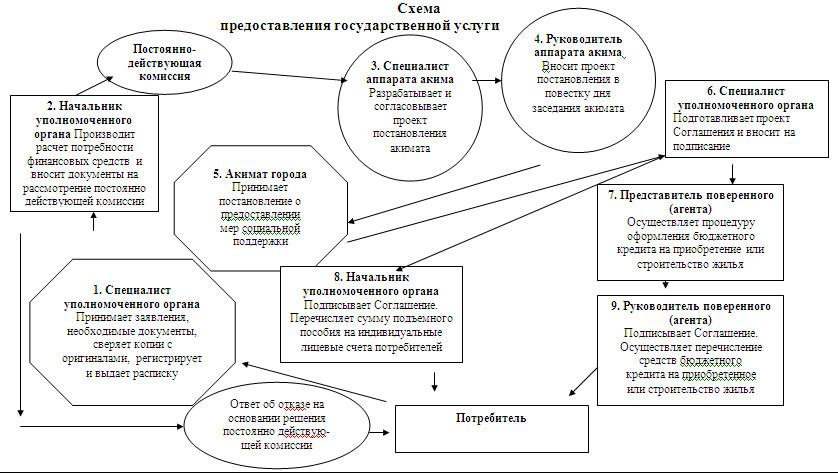 Схема
предоставления государственной услуги
Постоянно-
действующая
комиссия
2. Начальник
уполномоченного
органа Производит
расчет потребности
финансовых средств и
вносит документы на
рассмотрение постоянно
действующей комиссии
3. Специалист
аппарата акима
Разрабатывает и
согласовывает
проект
постановления
акимата
4. Руководитель
аппарата акима
Вносит проект
постановления в
повестку дня
заседания акимата
6. Специалист
уполномоченного органа
Подготавливает проект
Соглашения и вносит на
подписание
5. Акимат города
Принимает
постановление о
предоставлении
мер социальной
поддержки
7. Представитель поверенного
(агента)
Осуществляет процедуру
оформления бюджетного
кредита на приобретение или
строительство жилья
1. Специалист
уполномоченного органа
Принимает заявления,
необходимые документы,
сверяет копии с
оригиналами, регистрирует
и выдает расписку
8. Начальник
уполномоченного органа
Подписывает Соглашение.
Перечисляет сумму подъемного
пособия на индивидуальные
лицевые счета потребителей
9. Руководитель поверенного
(агента)
Подписывает Соглашение.
Осуществляет перечисление
средств бюджетного
кредита на приобретенное
или строительство жилья
Ответ об отказе на
основании решения
постоянно действую-
щей комиссии
Потребитель